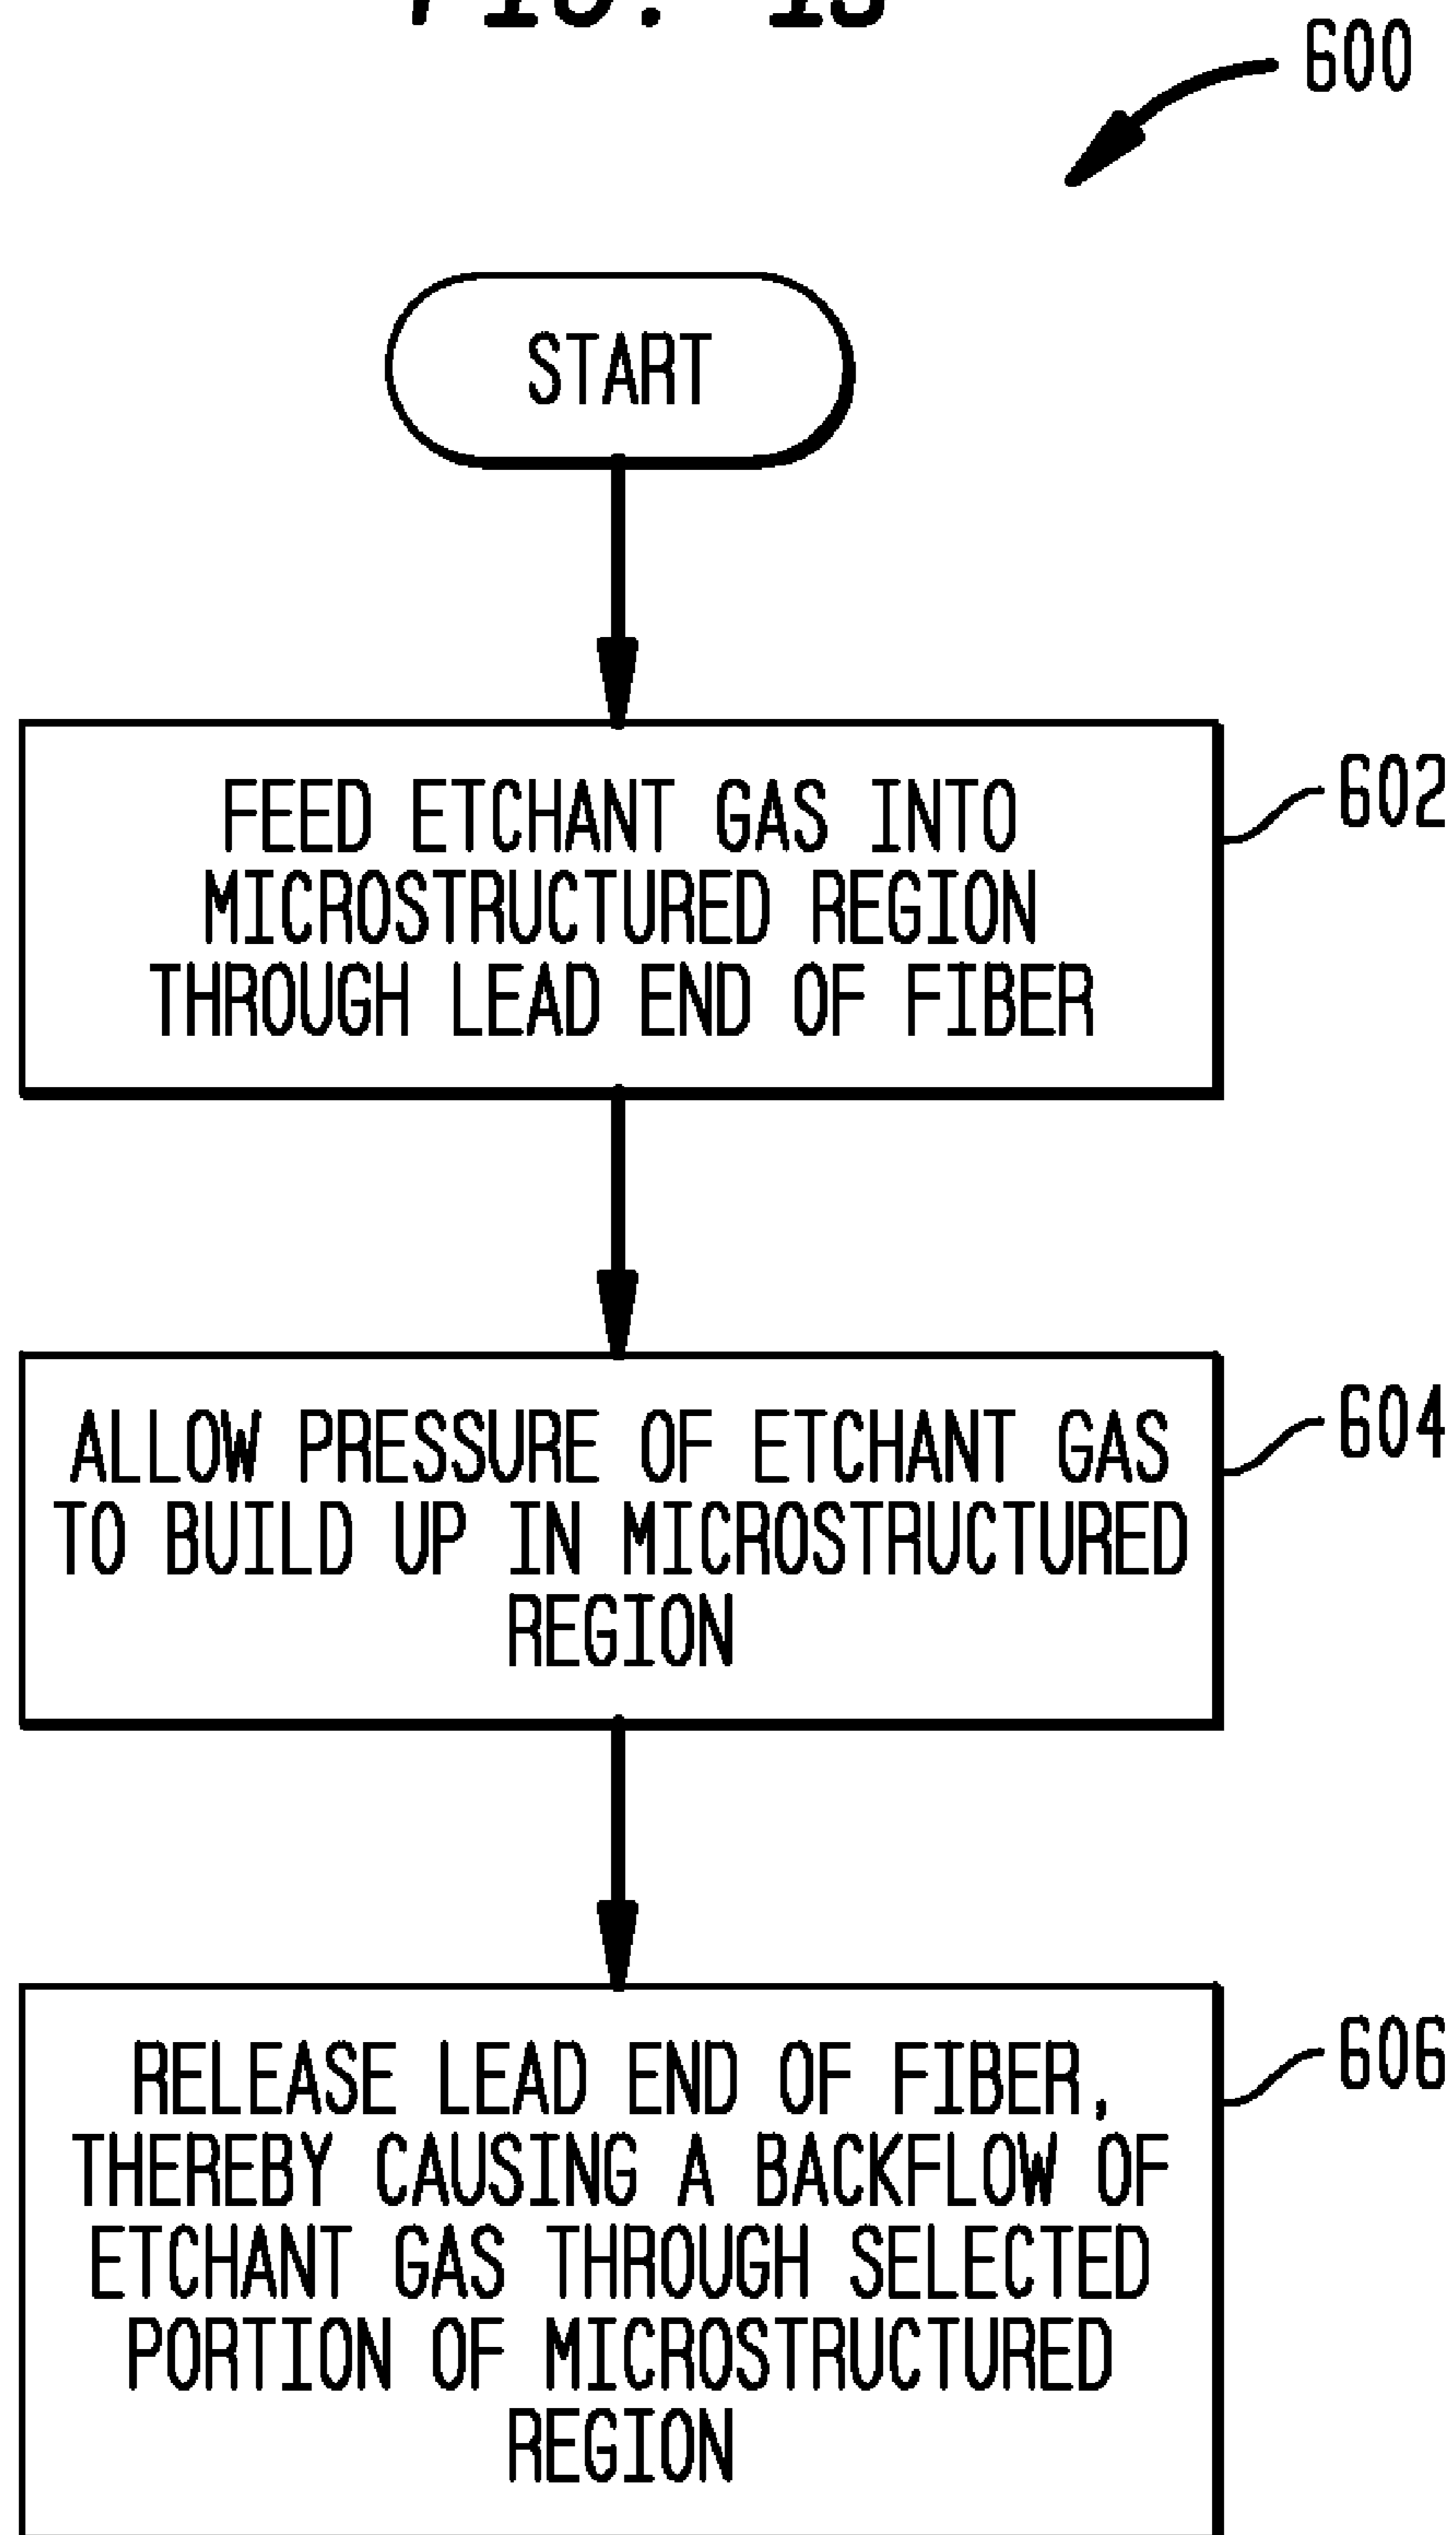 600
START
FEED ETCHANT GAS INTO
MICROSTRUCTURED REGION
THROUGH LEAD END OF FIBER
602
ALLOW PRESSURE OF ETCHANT GAS
TO BUILD UP IN MICROSTRUCTURED
REGION
604
RELEASE LEAD END OF FIBER,
THEREBY CAUSING A BACKFLOW OF
ETCHANT GAS THROUGH SELECTED
PORTION OF MICROSTRUCTURED
REGION
606